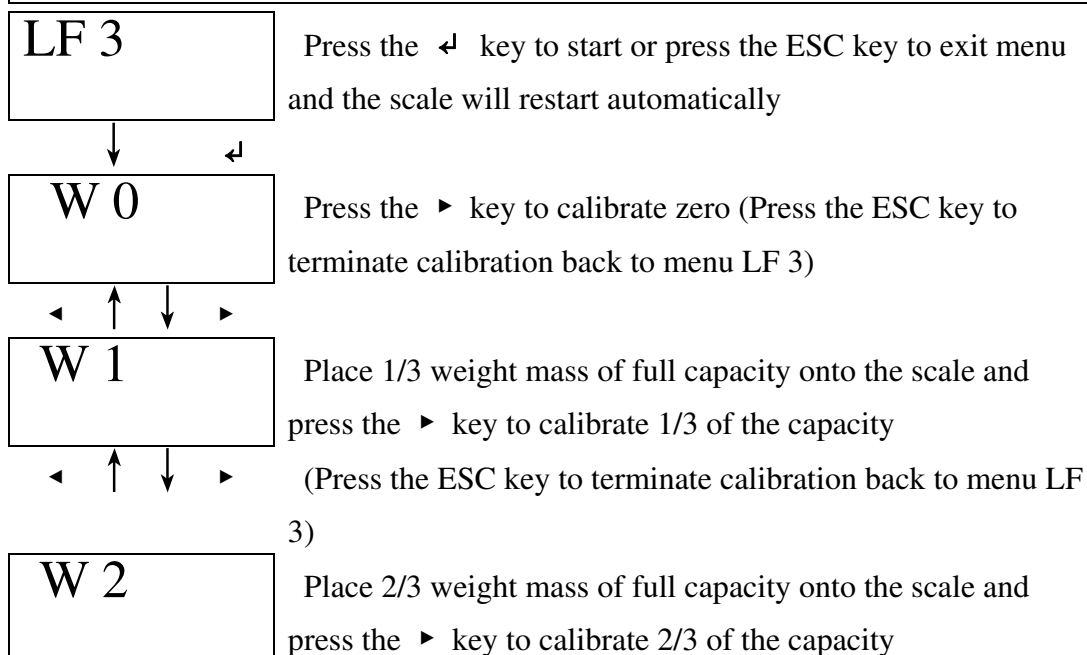 LF 3
Press the ↵ key to start or press the ESC key to exit menu
and the scale will restart automatically
↓ ↵
W 0
Press the ► key to calibrate zero (Press the ESC key to
terminate calibration back to menu LF 3)
◄ ↑ ↓ ►
W 1
Place 1/3 weight mass of full capacity onto the scale and
press the ► key to calibrate 1/3 of the capacity
◄ ↑ ↓ ►
(Press the ESC key to terminate calibration back to menu LF
3)
W 2
Place 2/3 weight mass of full capacity onto the scale and
press the ► key to calibrate 2/3 of the capacity